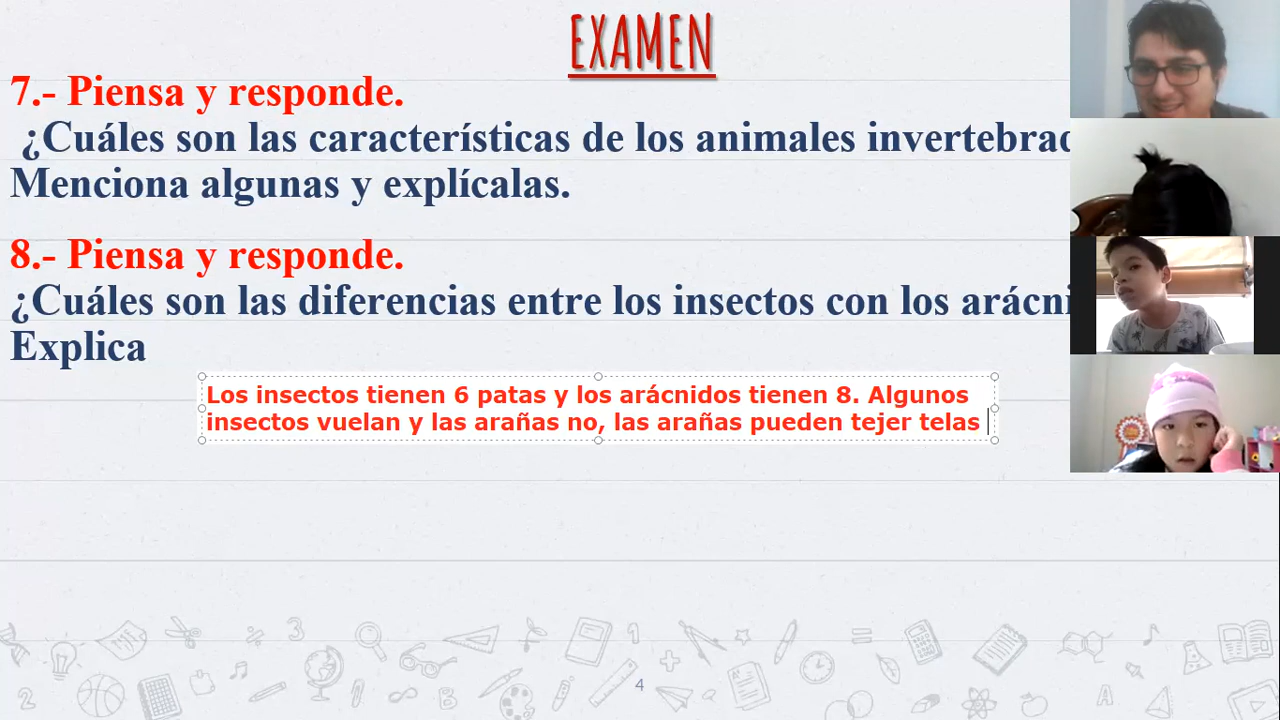 EXAMEN
7.- Piensa y responde.
¿Cuáles son las características de los animales
Menciona algunas y explícalas.
8.- Piensa y responde.
¿Cuáles son las diferencias entre los insectos con los
Explica
Los insectos tienen 6 patas y los arácnidos tienen 8. Algunos
insectos vuelan y las arañas no, las arañas pueden tejer telas
4